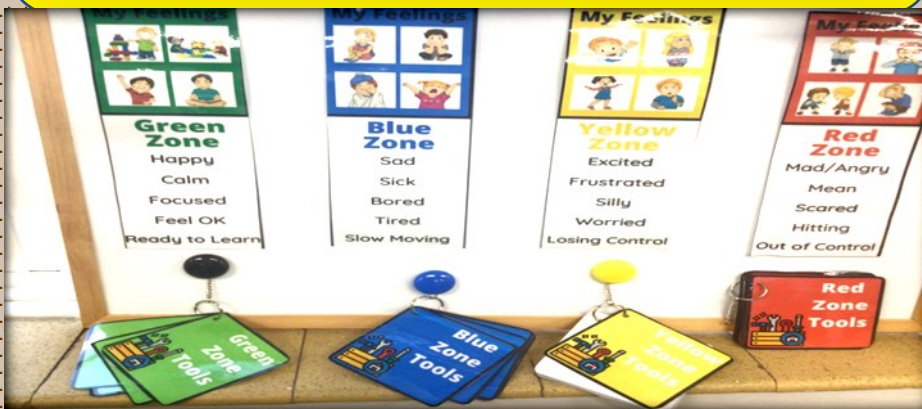 My Feelings
Green
Zone
Happy
Calm
Focused
Feel OK
Ready to Learn
My Feelings
Blue
Zone
Sad
Sick
Bored
Tired
Slow Moving
My Feelings
Yellow
Zone
Excited
Frustrated
Silly
Worried
Losing Control
My
Red
Zone
Mad/Angry
Mean
Scared
Hitting
Out of Control
Green
Zone
Tools
Blue
Zone
Tools
Yellow
Zone
Tools
Red
Zone
Tools